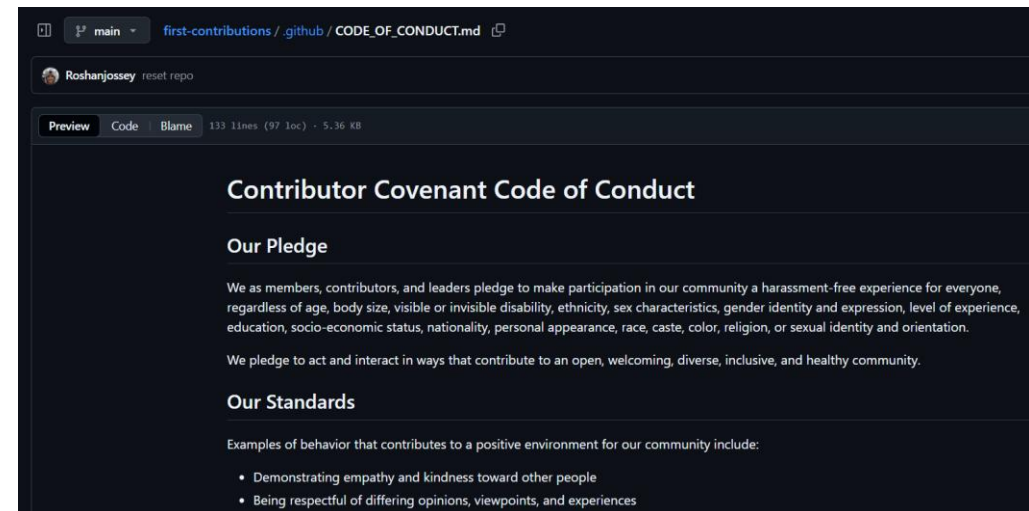 main
first-contributions / .github / CODE_OF_CONDUCT.md
Roshanjossey reset repo
Preview Code Blame 133 lines (97 loc) · 5.36 KB
Contributor Covenant Code of Conduct
Our Pledge
We as members, contributors, and leaders pledge to make participation in our community a harassment-free experience for everyone,
regardless of age, body size, visible or invisible disability, ethnicity, sex characteristics, gender identity and expression, level of experience,
education, socio-economic status, nationality, personal appearance, race, caste, color, religion, or sexual identity and orientation.
We pledge to act and interact in ways that contribute to an open, welcoming, diverse, inclusive, and healthy community.
Our Standards
Examples of behavior that contributes to a positive environment for our community include:
• Demonstrating empathy and kindness toward other people
• Being respectful of differing opinions, viewpoints, and experiences